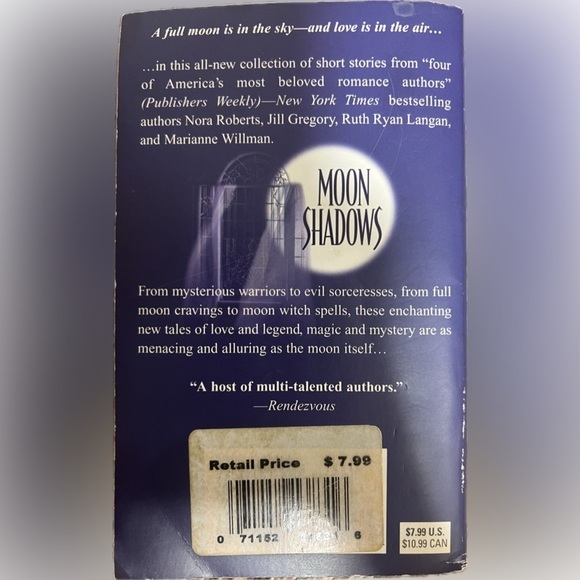 A full moon is in the sky—and love is in the air…
…in this all-new collection of short stories from “four
of America’s most beloved romance authors”
(Publishers Weekly)—New York Times bestselling
authors Nora Roberts, Jill Gregory, Ruth Ryan Langan,
and Marianne Willman.
MOON
SHADOWS
From mysterious warriors to evil sorceresses, from full
moon cravings to moon witch spells, these enchanting
new tales of love and legend, magic and mystery are as
menacing and alluring as the moon itself…
“A host of multi-talented authors.”
—Rendezvous
Retail Price $ 7.99
0 71152 6
$7.99 U.S.
$10.99 CAN